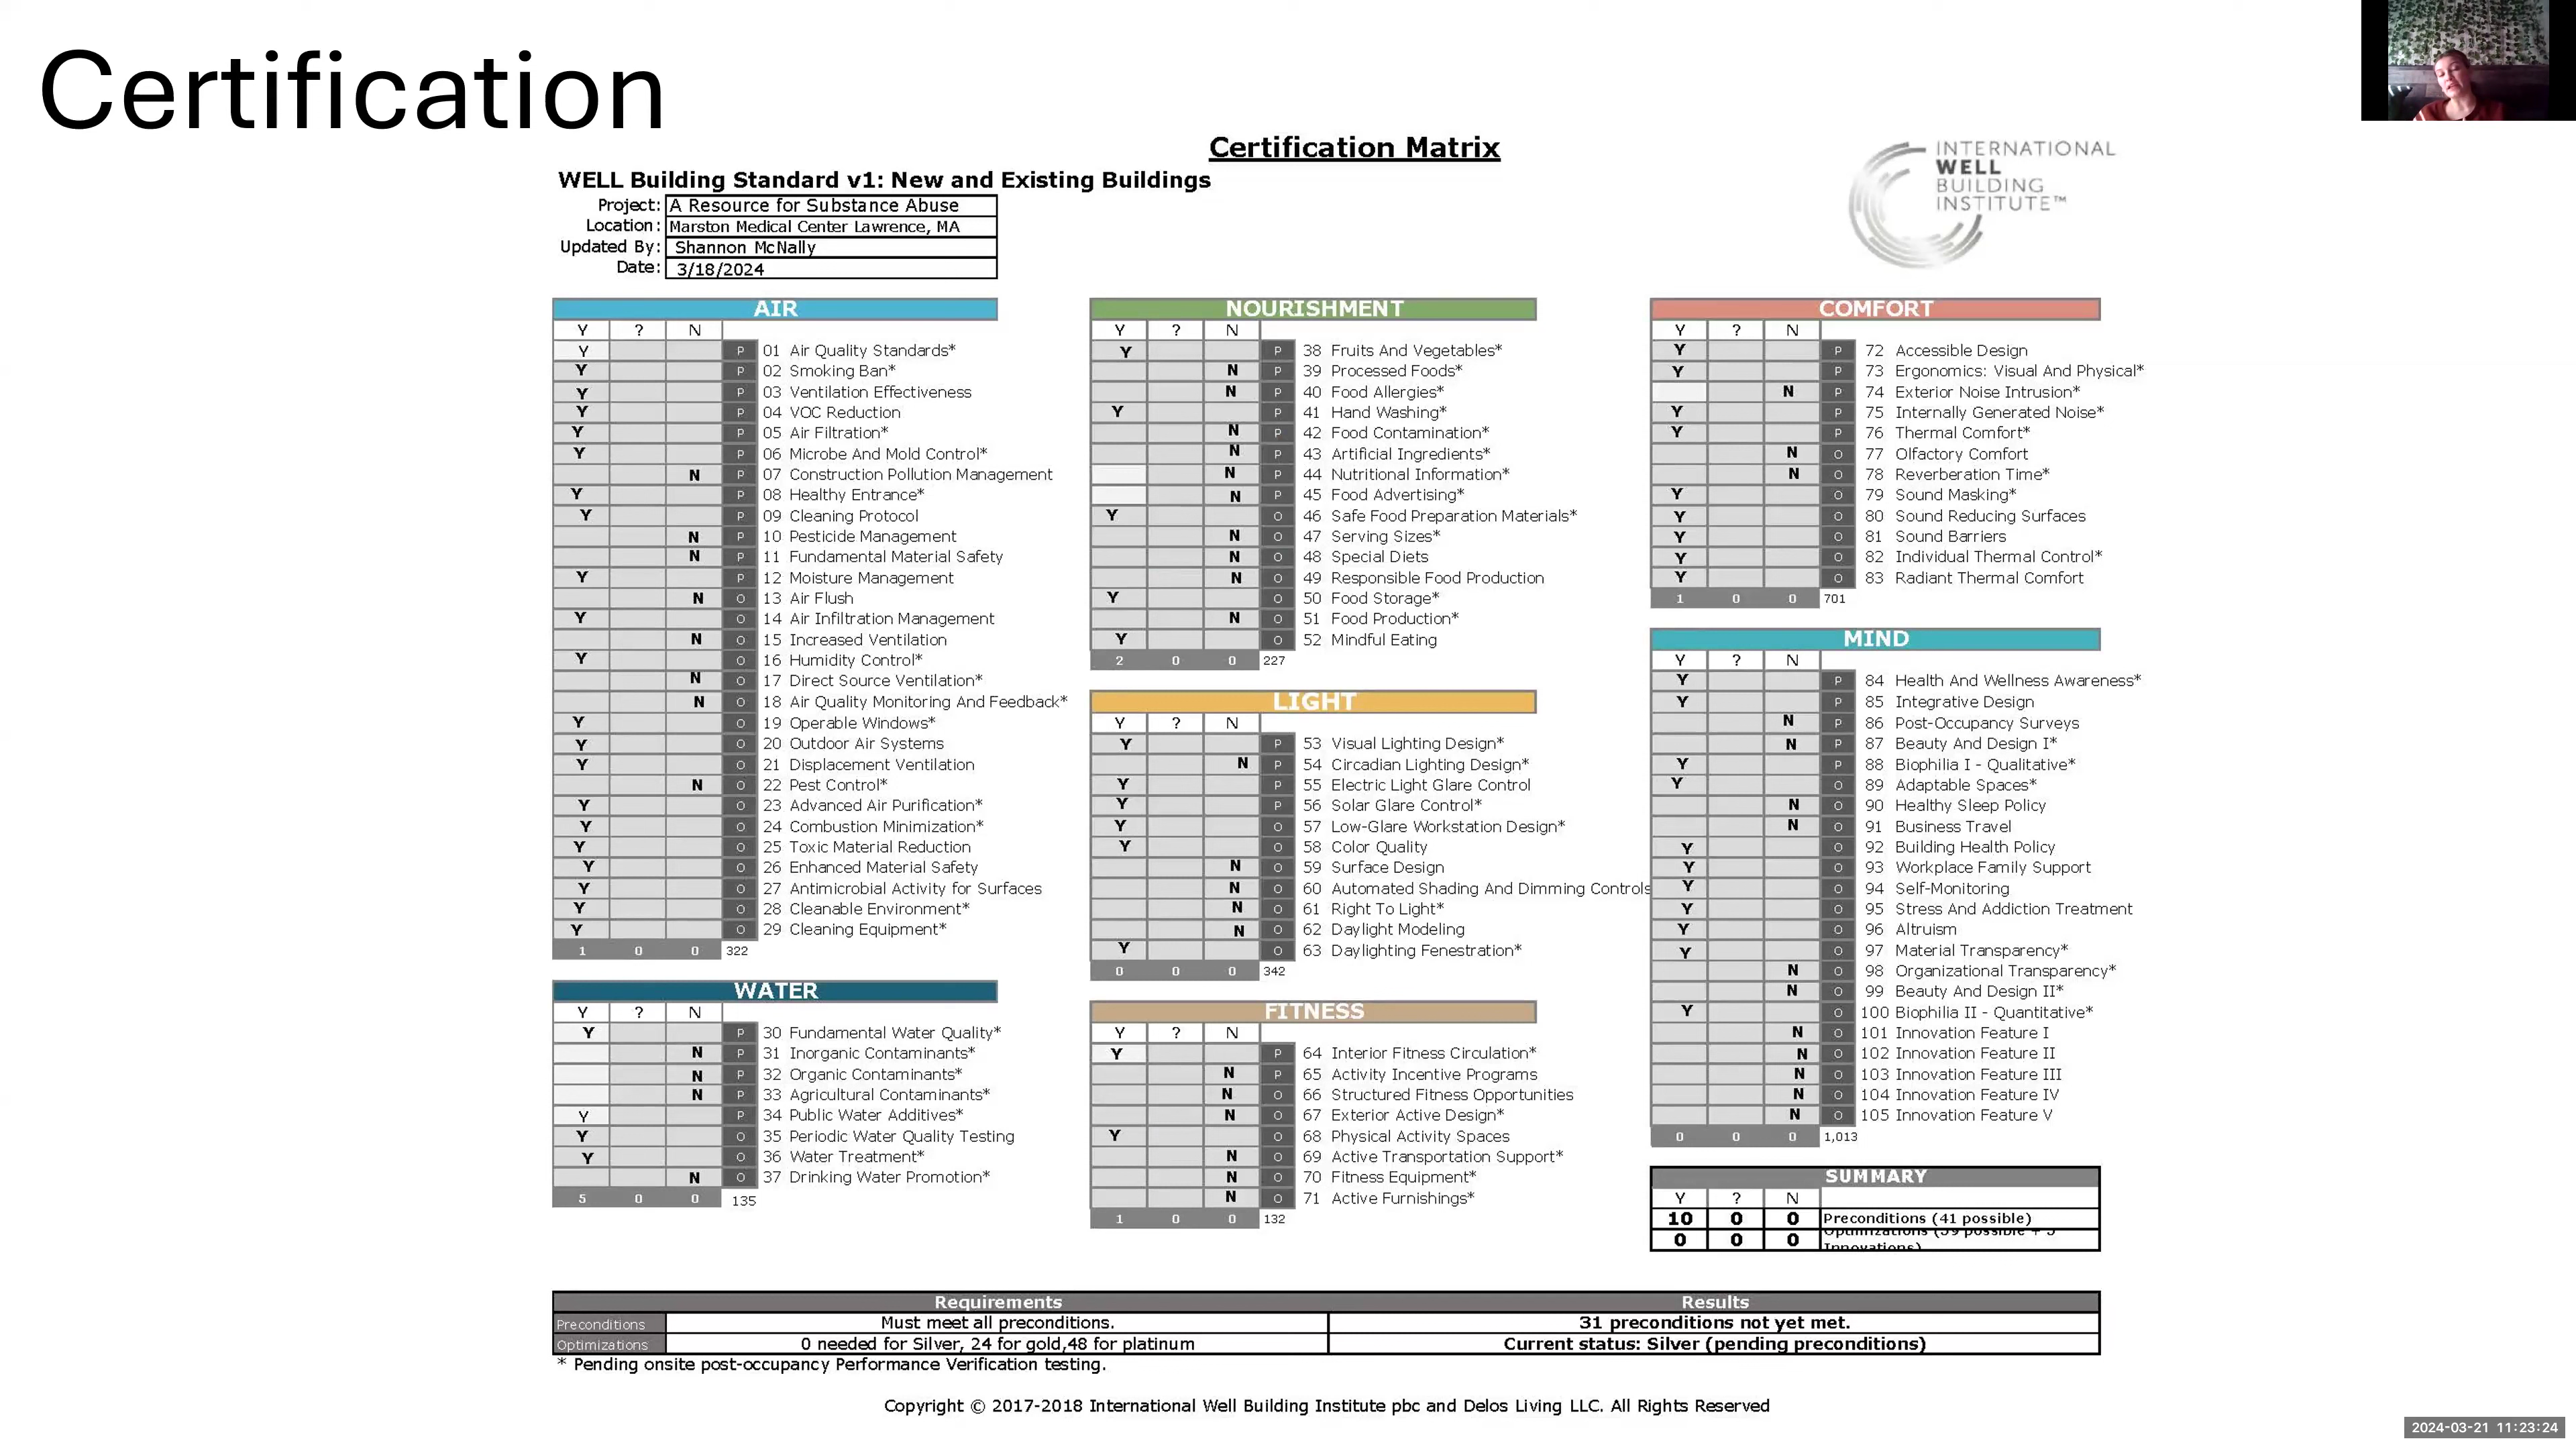 Certification
Certification Matrix
INTERNATIONAL
WELL
BUILDING
INSTITUTE™
WELL Building Standard v1: New and Existing Buildings
Project: A Resource for Substance Abuse
Location: Marston Medical Center Lawrence, MA
Updated By: Shannon McNally
Date: 3/18/2024
AIR
Y ? N
Y P 01 Air Quality Standards*
Y P 02 Smoking Ban*
Y P 03 Ventilation Effectiveness
Y P 04 VOC Reduction
Y P 05 Air Filtration*
Y P 06 Microbe And Mold Control*
N P 07 Construction Pollution Management
Y P 08 Healthy Entrance*
Y P 09 Cleaning Protocol
N P 10 Pesticide Management
N P 11 Fundamental Material Safety
Y P 12 Moisture Management
N O 13 Air Flush
Y O 14 Air Infiltration Management
N O 15 Increased Ventilation
Y O 16 Humidity Control*
N O 17 Direct Source Ventilation*
N O 18 Air Quality Monitoring And Feedback*
Y O 19 Operable Windows*
Y O 20 Outdoor Air Systems
Y O 21 Displacement Ventilation
N O 22 Pest Control*
Y O 23 Advanced Air Purification*
Y O 24 Combustion Minimization*
Y O 25 Toxic Material Reduction
Y O 26 Enhanced Material Safety
Y O 27 Antimicrobial Activity for Surfaces
Y O 28 Cleanable Environment*
Y O 29 Cleaning Equipment*
1 0 0 322
WATER
Y ? N
Y P 30 Fundamental Water Quality*
N P 31 Inorganic Contaminants*
N P 32 Organic Contaminants*
N P 33 Agricultural Contaminants*
Y P 34 Public Water Additives*
Y O 35 Periodic Water Quality Testing
Y O 36 Water Treatment*
N O 37 Drinking Water Promotion*
5 0 0 135
NOURISHMENT
Y ? N
Y P 38 Fruits And Vegetables*
N P 39 Processed Foods*
N P 40 Food Allergies*
Y P 41 Hand Washing*
N P 42 Food Contamination*
N P 43 Artificial Ingredients*
N P 44 Nutritional Information*
N P 45 Food Advertising*
Y O 46 Safe Food Preparation Materials*
N O 47 Serving Sizes*
N O 48 Special Diets
N O 49 Responsible Food Production
Y O 50 Food Storage*
N O 51 Food Production*
Y O 52 Mindful Eating
2 0 0 227
LIGHT
Y ? N
Y P 53 Visual Lighting Design*
N P 54 Circadian Lighting Design*
Y P 55 Electric Light Glare Control
Y P 56 Solar Glare Control*
Y O 57 Low-Glare Workstation Design*
Y O 58 Color Quality
N O 59 Surface Design
N O 60 Automated Shading And Dimming Controls
N O 61 Right To Light*
N O 62 Daylight Modeling
Y O 63 Daylighting Fenestration*
0 0 0 342
FITNESS
Y ? N
Y P 64 Interior Fitness Circulation*
N P 65 Activity Incentive Programs
N O 66 Structured Fitness Opportunities
N O 67 Exterior Active Design*
Y O 68 Physical Activity Spaces
N O 69 Active Transportation Support*
N O 70 Fitness Equipment*
N O 71 Active Furnishings*
1 0 0 132
COMFORT
Y ? N
Y P 72 Accessible Design
Y P 73 Ergonomics: Visual And Physical*
N P 74 Exterior Noise Intrusion*
Y P 75 Internally Generated Noise*
Y P 76 Thermal Comfort*
N O 77 Olfactory Comfort
N O 78 Reverberation Time*
Y O 79 Sound Masking*
Y O 80 Sound Reducing Surfaces
Y O 81 Sound Barriers
Y O 82 Individual Thermal Control*
Y O 83 Radiant Thermal Comfort
1 0 0 701
MIND
Y ? N
Y P 84 Health And Wellness Awareness*
Y P 85 Integrative Design
N P 86 Post-Occupancy Surveys
N P 87 Beauty And Design I*
Y P 88 Biophilia I - Qualitative*
Y O 89 Adaptable Spaces*
N O 90 Healthy Sleep Policy
N O 91 Business Travel
Y O 92 Building Health Policy
Y O 93 Workplace Family Support
Y O 94 Self-Monitoring
Y O 95 Stress And Addiction Treatment
Y O 96 Altruism
Y O 97 Material Transparency*
N O 98 Organizational Transparency*
N O 99 Beauty And Design II*
Y O 100 Biophilia II - Quantitative*
N O 101 Innovation Feature I
N O 102 Innovation Feature II
N O 103 Innovation Feature III
N O 104 Innovation Feature IV
N O 105 Innovation Feature V
0 0 0 1,013
SUMMARY
Y ? N
10 0 0 Preconditions (41 possible)
0 0 0
Requirements Results
Preconditions Must meet all preconditions. 31 preconditions not yet met.
Optimizations 0 needed for Silver, 24 for gold,48 for platinum Current status: Silver (pending preconditions)
* Pending onsite post-occupancy Performance Verification testing.
Copyright © 2017-2018 International Well Building Institute pbc and Delos Living LLC. All Rights Reserved
2024-03-21 11:23:24